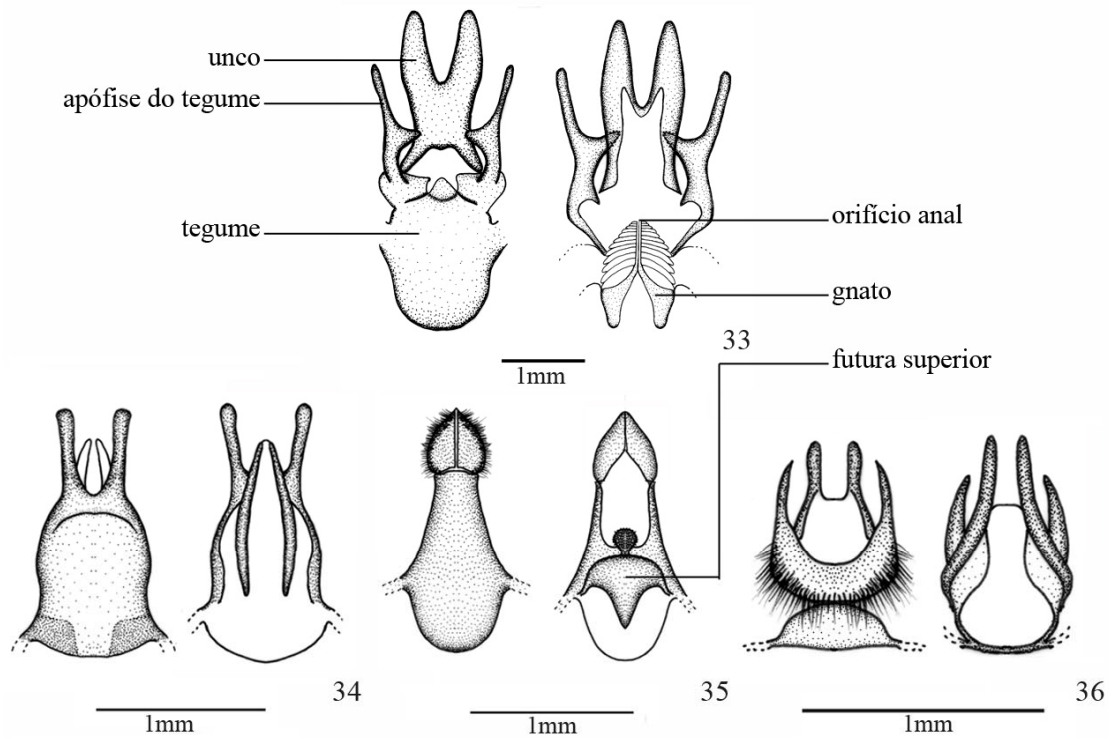 unco
apófise do tegume
tegume
orifício anal
gnato
33
1mm
futura superior
34
1mm
35
1mm
36
1mm